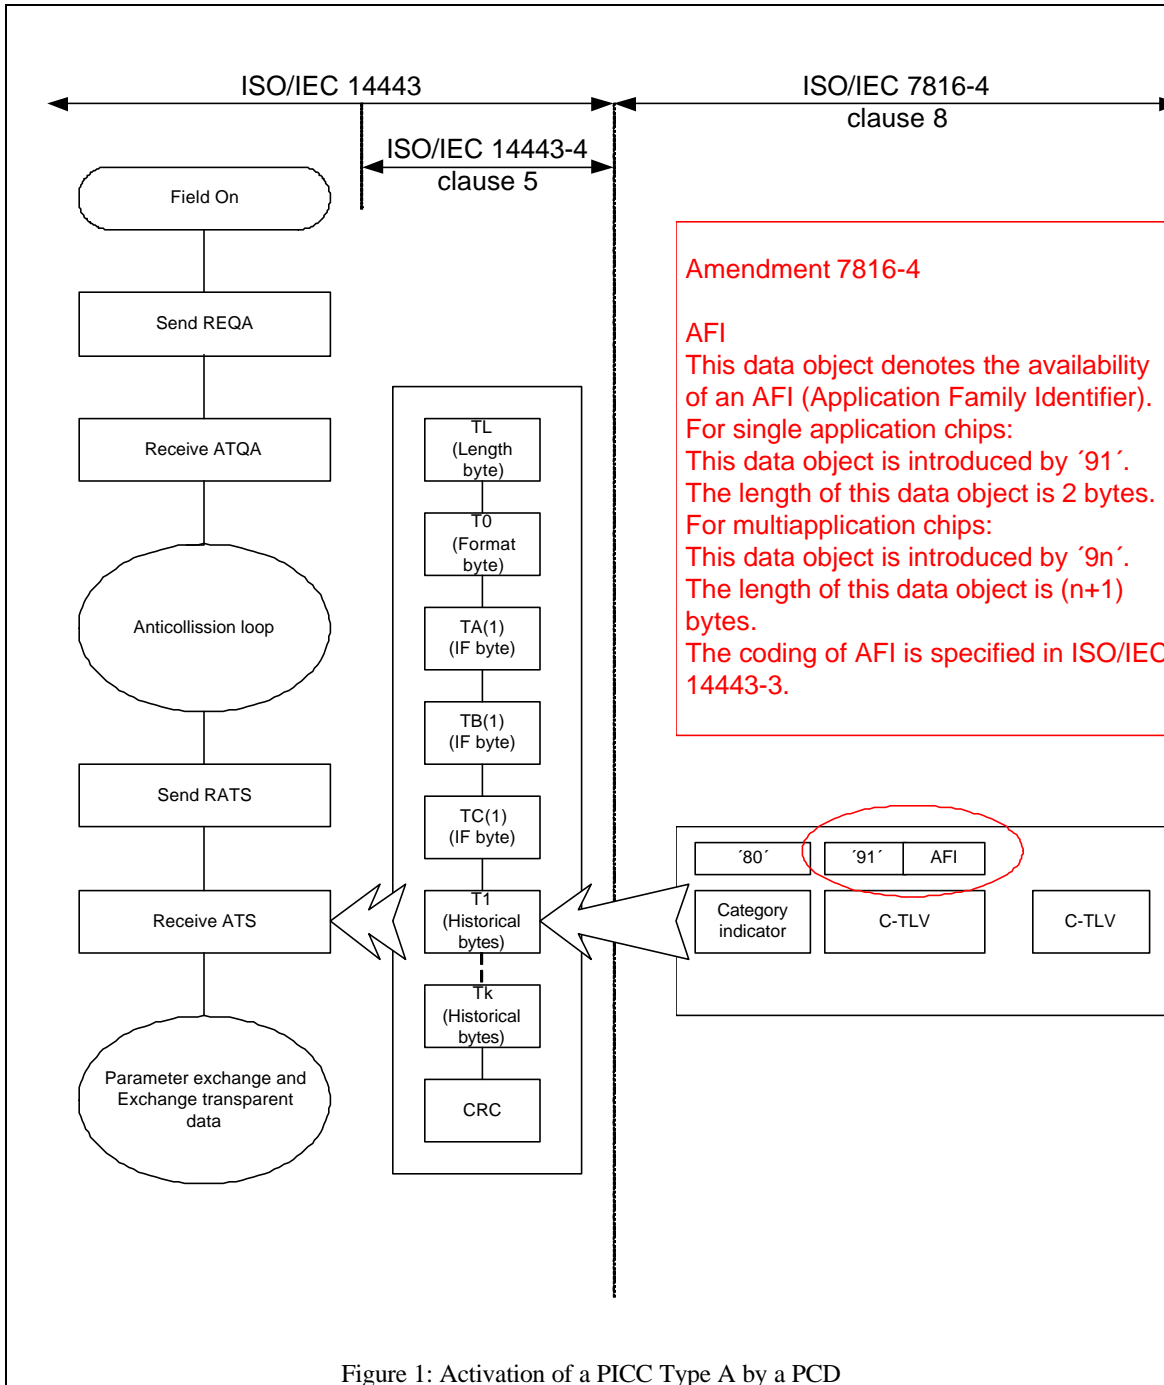 ISO/IEC 14443
ISO/IEC 7816-4
clause 8
ISO/IEC 14443-4
clause 5
Field On
Send REQA
Receive ATQA
Anticollission loop
Send RATS
Receive ATS
Parameter exchange and
Exchange transparent
data
TL
(Length
byte)
T0
(Format
byte)
TA(1)
(IF byte)
TB(1)
(IF byte)
TC(1)
(IF byte)
T1
(Historical
bytes)
Tk
(Historical
bytes)
CRC
Amendment 7816-4
AFI
This data object denotes the availability
of an AFI (Application Family Identifier).
For single application chips:
This data object is introduced by ´91´.
The length of this data object is 2 bytes.
For multiapplication chips:
This data object is introduced by ´9n´.
The length of this data object is (n+1)
bytes.
The coding of AFI is specified in ISO/IEC
14443-3.
´80´
´91´
AFI
Category
indicator
C-TLV
C-TLV
Figure 1: Activation of a PICC Type A by a PCD